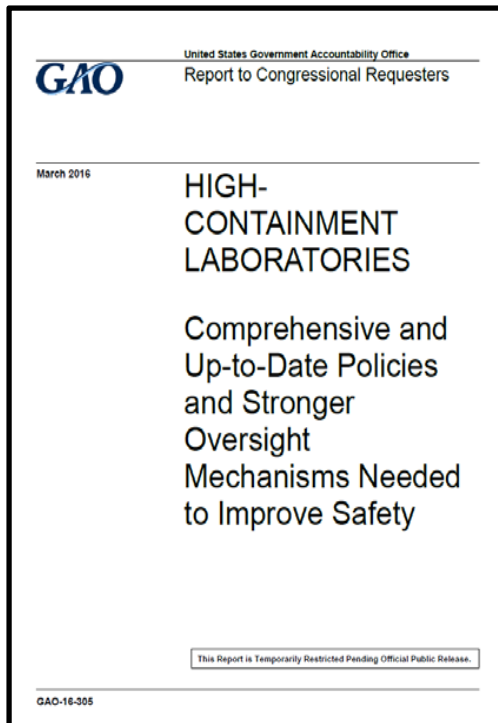 United States Government Accountability Office
GAO
Report to Congressional Requesters
March 2016
HIGH-
CONTAINMENT
LABORATORIES
Comprehensive and
Up-to-Date Policies
and Stronger
Oversight
Mechanisms Needed
to Improve Safety
This Report is Temporarily Restricted Pending Official Public Release.
GAO-16-305